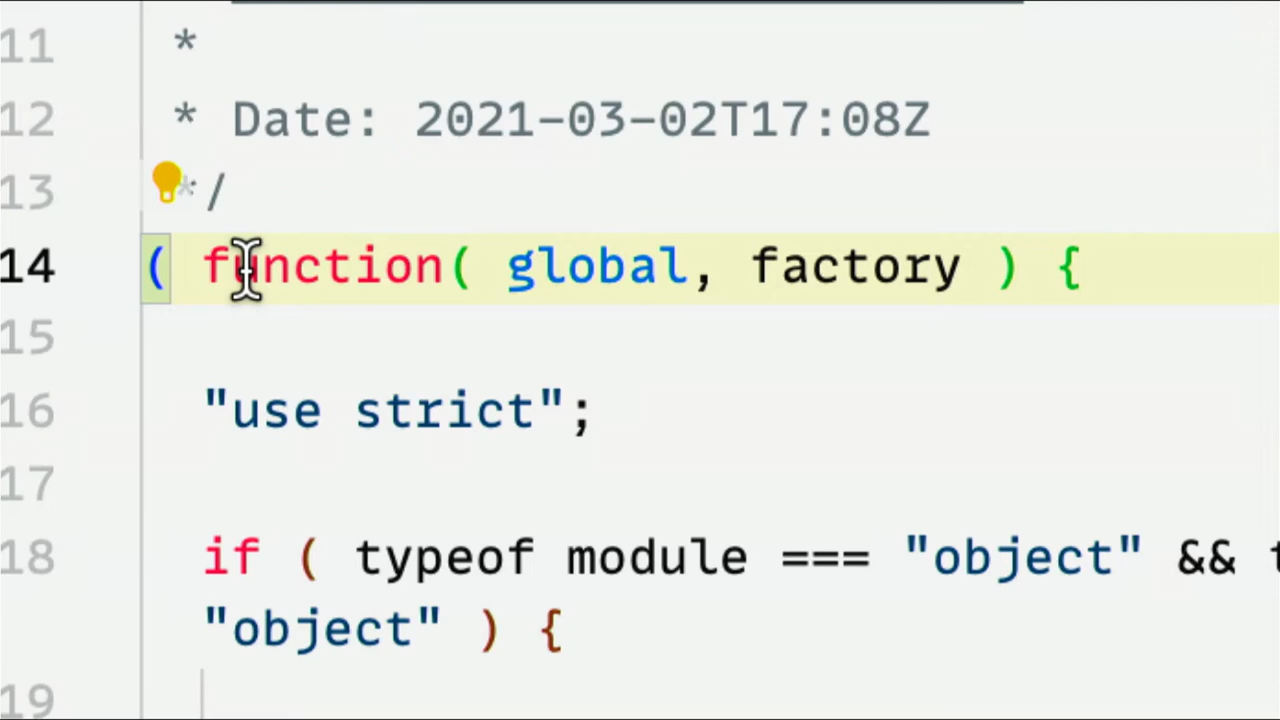 11 *
12 * Date: 2021-03-02T17:08Z
13 */
14 ( function( global, factory ) {
15
16 "use strict";
17
18 if ( typeof module === "object" &&
"object" ) {
19